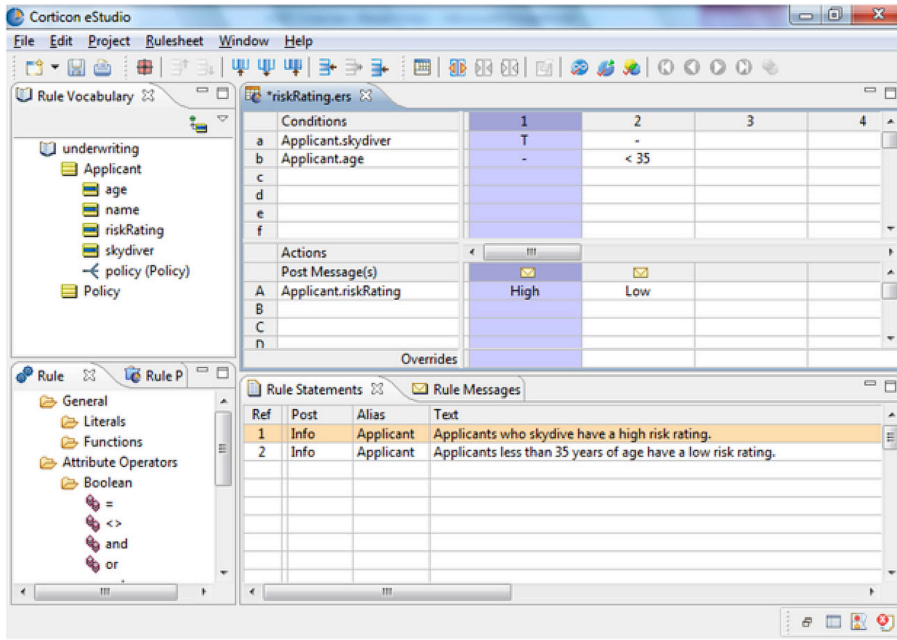 Corticon eStudio
File Edit Project Rulesheet Window Help
Rule Vocabulary
underwriting
Applicant
age
name
riskRating
skydiver
policy (Policy)
Policy
*riskRating.ers
Conditions 1 2 3 4
a Applicant.skydiver T -
b Applicant.age - < 35
c
d
e
f
Actions
Post Message(s)
A Applicant.riskRating High Low
B
C
D
Overrides
Rule Rule P
General
Literals
Functions
Attribute Operators
Boolean
=
<>
and
or
Rule Statements Rule Messages
Ref Post Alias Text
1 Info Applicant Applicants who skydive have a high risk rating.
2 Info Applicant Applicants less than 35 years of age have a low risk rating.